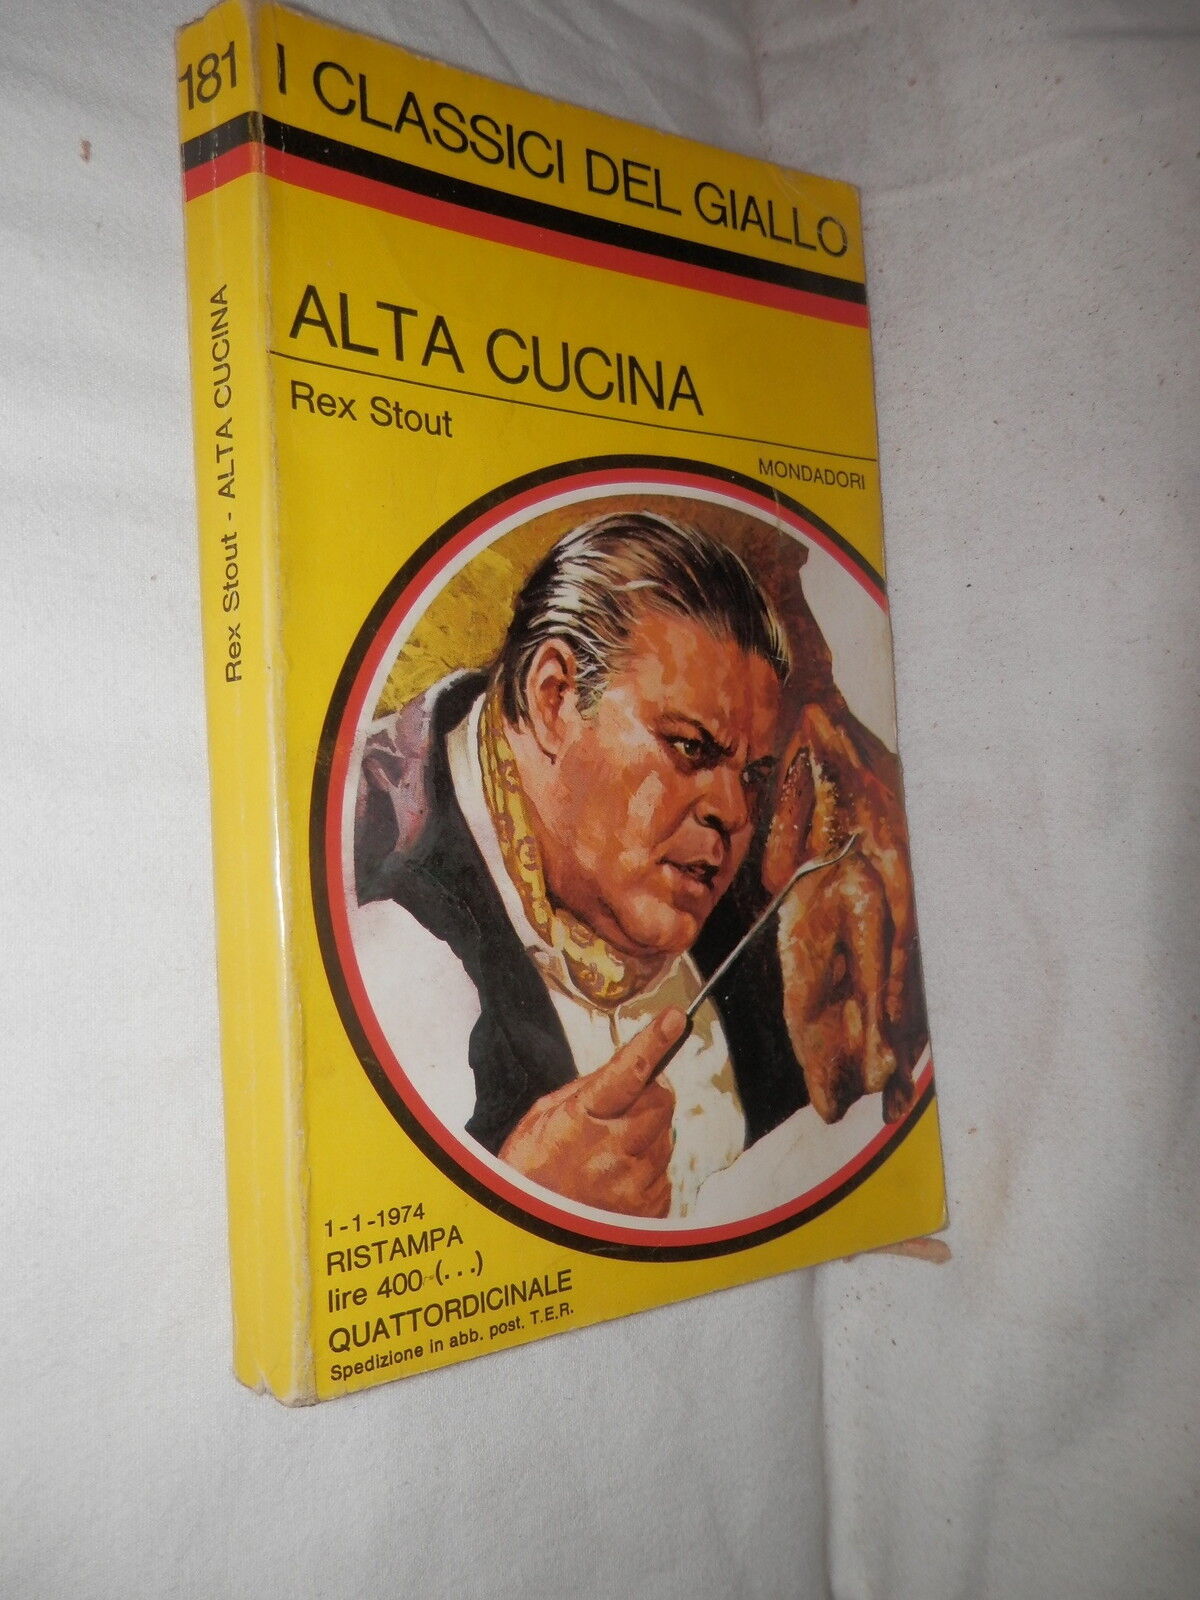 181
I CLASSICI DEL GIALLO
ALTA CUCINA
Rex Stout
MONDADORI
Rex Stout - ALTA CUCINA
1-1-1974
RISTAMPA
lire 400 (...)
QUATTORDICINALE
Spedizione in abb. post. T.E.R.